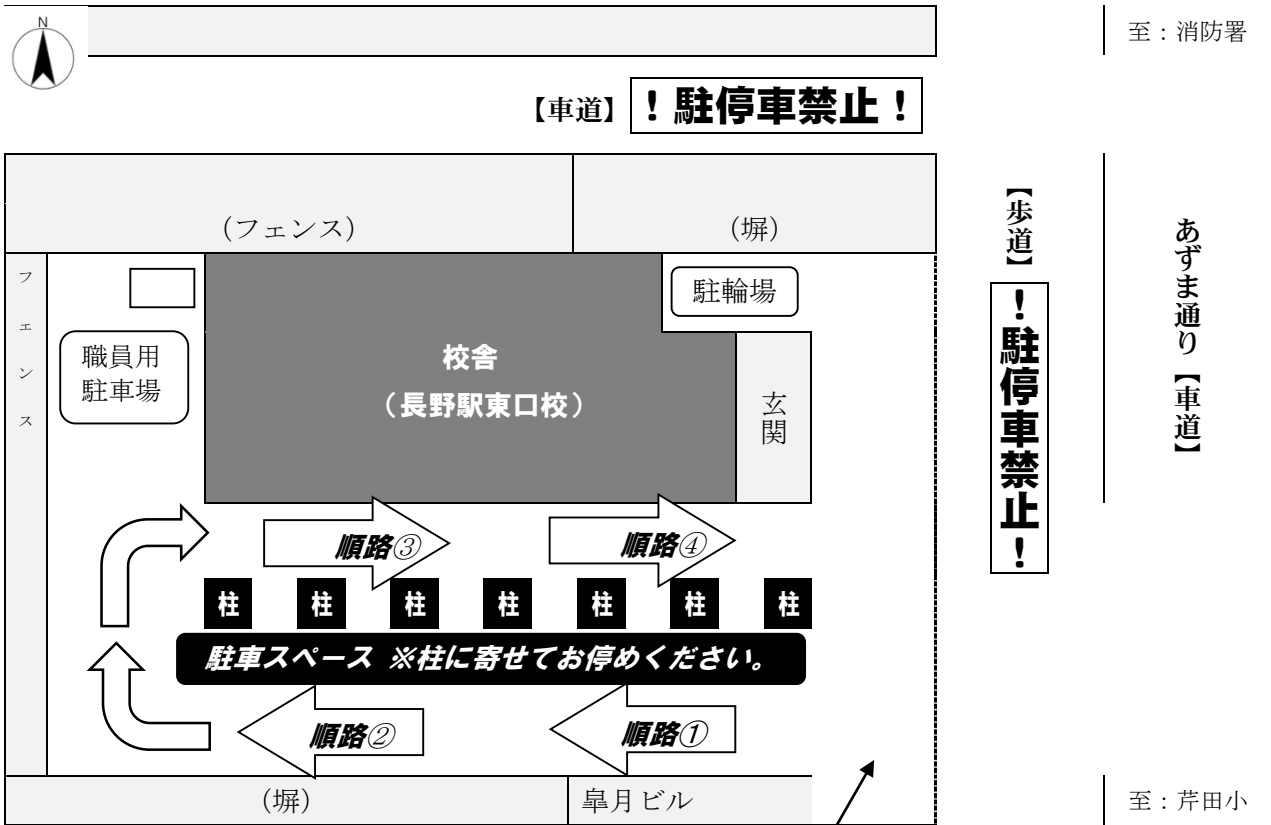 N
至：消防署
【車道】
！駐停車禁止！
（フェンス）
（塀）
【歩道】
！駐停車禁止！
あずま通り【車道】
フェンス
駐輪場
職員用
駐車場
校舎
（長野駅東口校）
玄関
順路③
順路④
柱 柱 柱 柱 柱 柱 柱
駐車スペース ※柱に寄せてお停めください。
順路②
順路①
（塀）
皐月ビル
至：芹田小